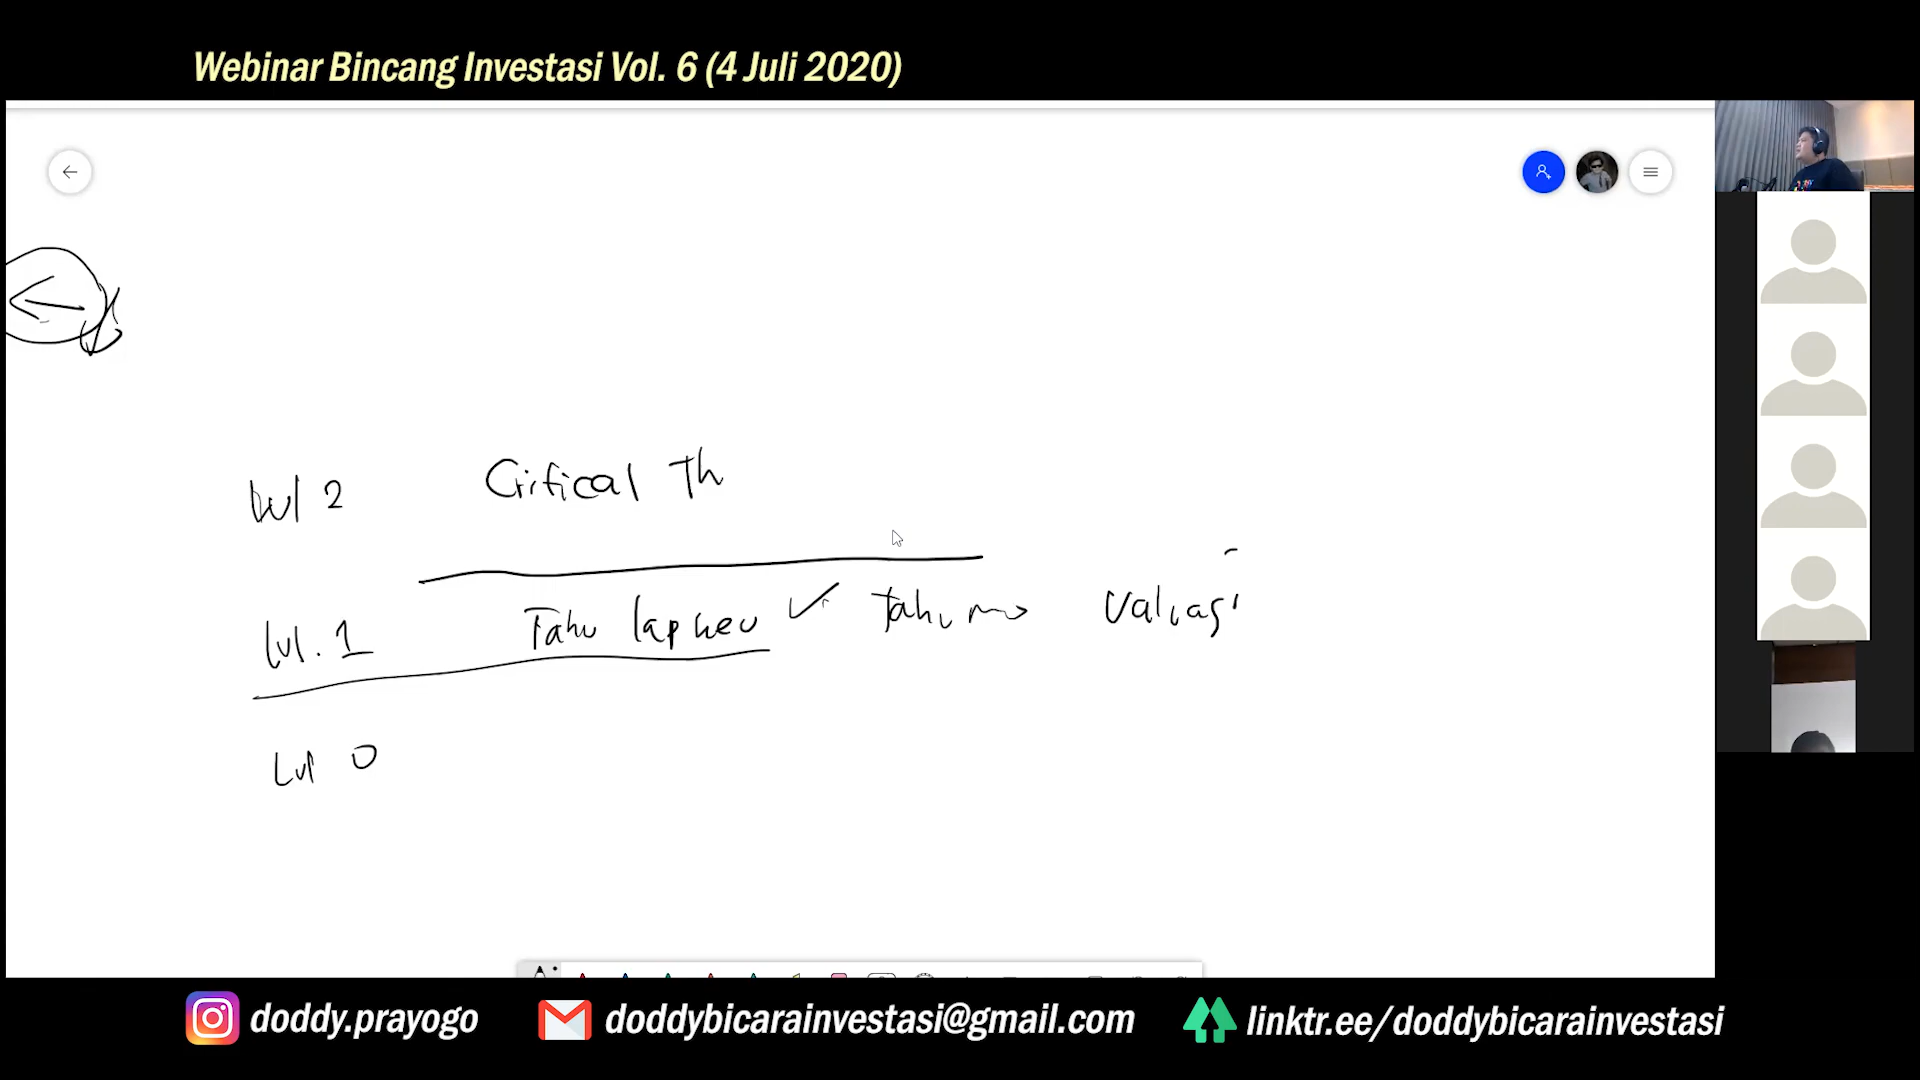 Webinar Bincang Investasi Vol. 6 (4 Juli 2020)
lvl 2 Critical Th
lvl. 1 Tahu lapkeu Tahu Valuasi
Lvl 0
doddy.prayogo doddybicarainvestasi@gmail.com linktr.ee/doddybicarainvestasi